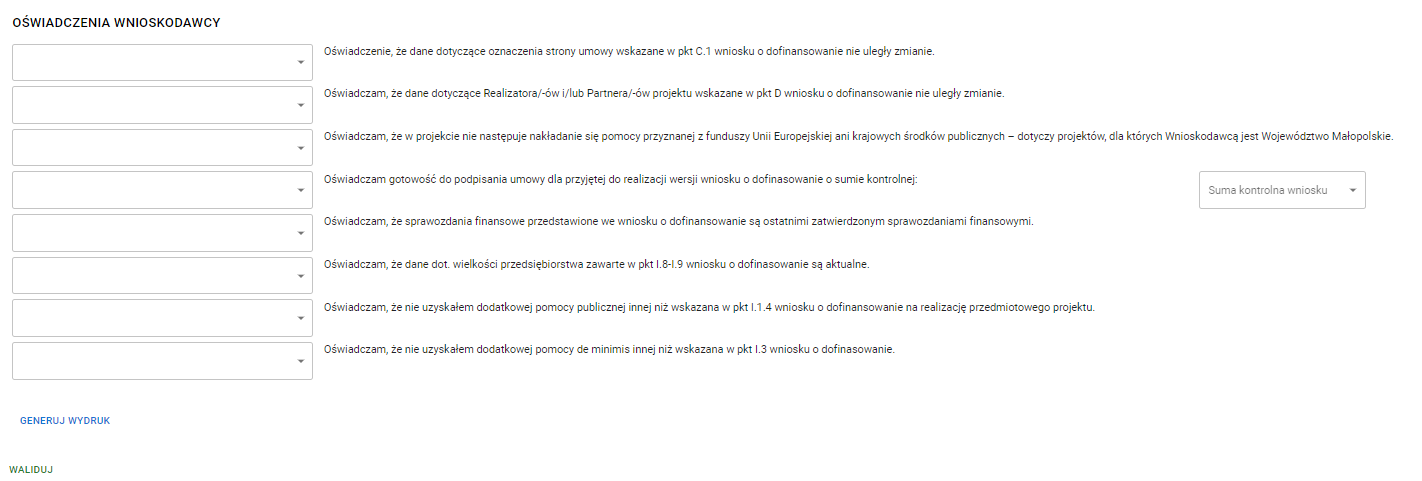 OŚWIADCZENIA WNIOSKODAWCY
Oświadczenie, że dane dotyczące oznaczenia strony umowy wskazane w pkt C.1 wniosku o dofinansowanie nie uległy zmianie.
Oświadczam, że dane dotyczące Realizatora/-ów i/lub Partnera/-ów projektu wskazane w pkt D wniosku o dofinansowanie nie uległy zmianie.
Oświadczam, że w projekcie nie następuje nakładanie się pomocy przyznanej z funduszy Unii Europejskiej ani krajowych środków publicznych – dotyczy projektów, dla których Wnioskodawcą jest Województwo Małopolskie.
Oświadczam gotowość do podpisania umowy dla przyjętej do realizacji wersji wniosku o dofinasowanie o sumie kontrolnej:
Suma kontrolna wniosku
Oświadczam, że sprawozdania finansowe przedstawione we wniosku o dofinansowanie są ostatnimi zatwierdzonym sprawozdaniami finansowymi.
Oświadczam, że dane dot. wielkości przedsiębiorstwa zawarte w pkt I.8-I.9 wniosku o dofinasowanie są aktualne.
Oświadczam, że nie uzyskałem dodatkowej pomocy publicznej innej niż wskazana w pkt I.1.4 wniosku o dofinansowanie na realizację przedmiotowego projektu.
Oświadczam, że nie uzyskałem dodatkowej pomocy de minimis innej niż wskazana w pkt I.3 wniosku o dofinasowanie.
GENERUJ WYDRUK
WALIDUJ